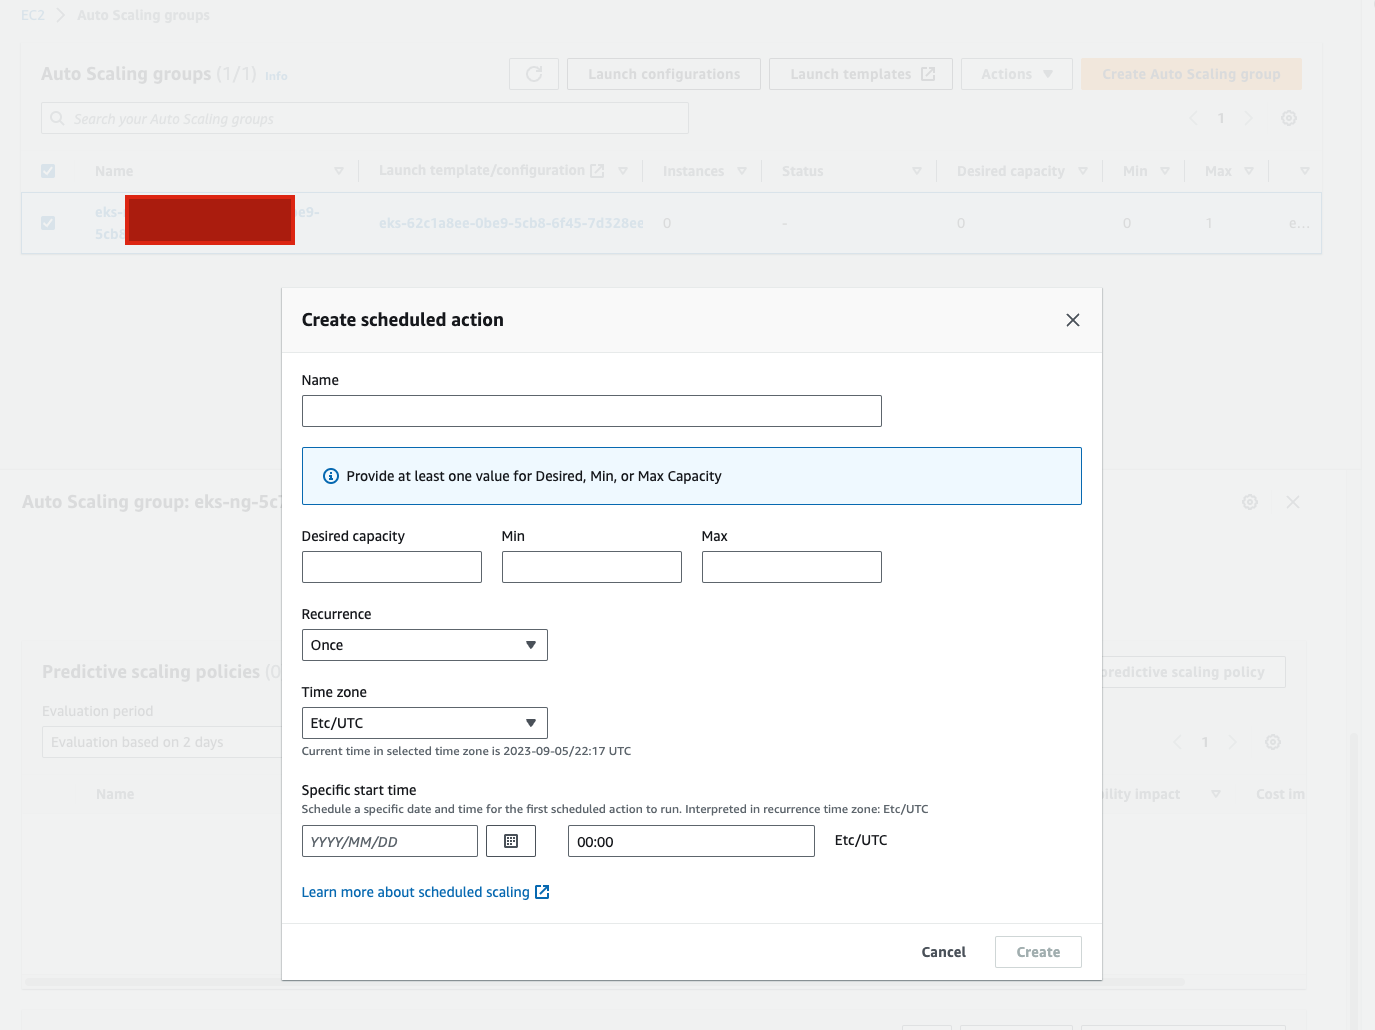 EC2 > Auto Scaling groups
Auto Scaling groups (1/1) Info
Launch configurations
Launch templates
Actions
Create Auto Scaling group
Search your Auto Scaling groups
1
Name
Launch template/configuration
Instances
Status
Desired capacity
Min
Max
eks- e9-
5cb8
eks-62c1a8ee-0be9-5cb8-6f45-7d328ee
0
-
0
0
1
e...
Create scheduled action
Name
Provide at least one value for Desired, Min, or Max Capacity
Auto Scaling group: eks-ng-5c
Desired capacity
Min
Max
Recurrence
Once
Predictive scaling policies (0
predictive scaling policy
Time zone
Evaluation period
Etc/UTC
Evaluation based on 2 days
1
Current time in selected time zone is 2023-09-05/22:17 UTC
Name
ility impact
Cost im
Specific start time
Schedule a specific date and time for the first scheduled action to run. Interpreted in recurrence time zone: Etc/UTC
YYYY/MM/DD
00:00
Etc/UTC
Learn more about scheduled scaling
Cancel
Create